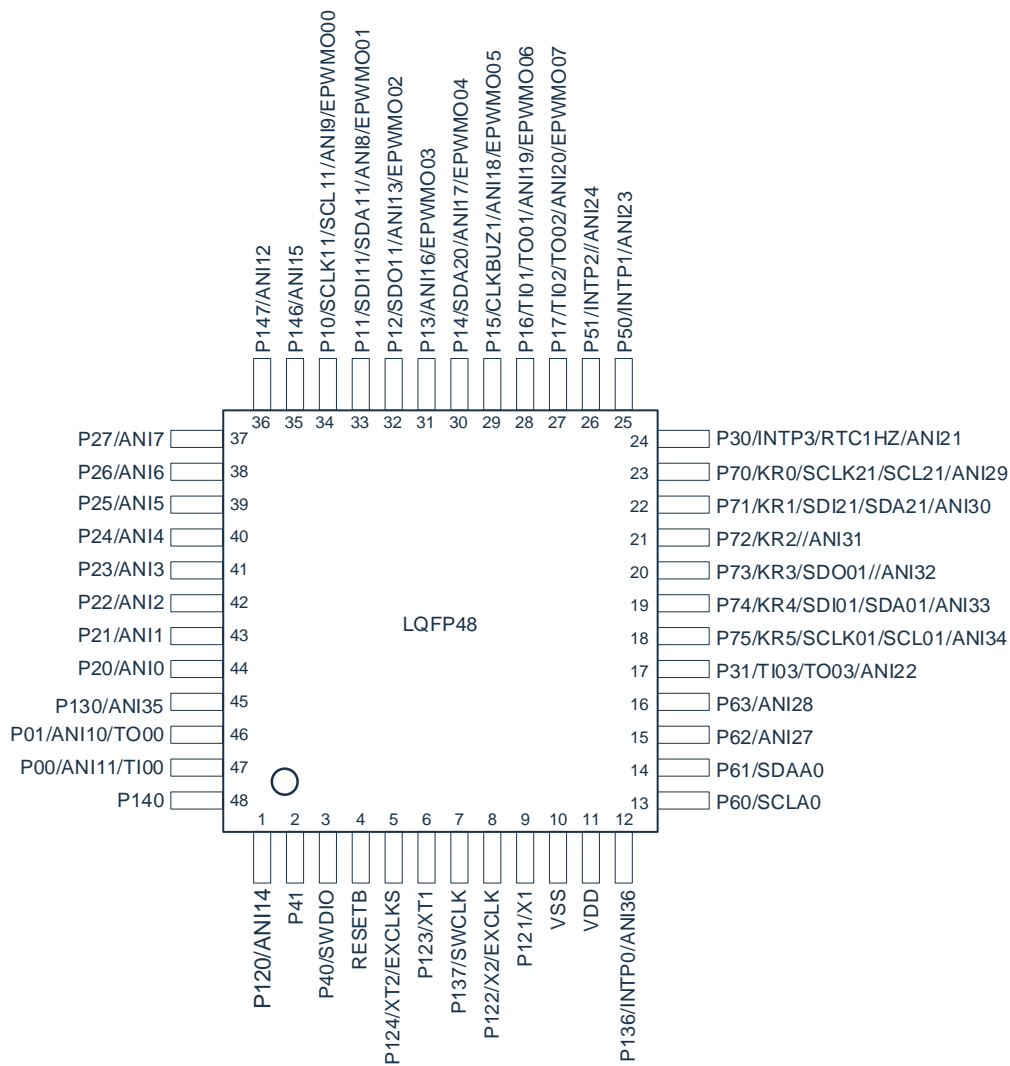 P147/ANI12
P146/ANI15
P10/SCLK11/SCL11/ANI9/EPWMO00
P11/SDI11/SDA11/ANI8/EPWMO01
P12/SDO11/ANI13/EPWMO02
P13/ANI16/EPWMO03
P14/SDA20/ANI17/EPWMO04
P15/CLKBUZ1/ANI18/EPWMO05
P16/TI01/TO01/ANI19/EPWMO06
P17/TI02/TO02/ANI20/EPWMO07
P51/INTP2//ANI24
P50/INTP1/ANI23
36 35 34 33 32 31 30 29 28 27 26 25
P27/ANI7 37
P26/ANI6 38
P25/ANI5 39
P24/ANI4 40
P23/ANI3 41
P22/ANI2 42
P21/ANI1 43
P20/ANI0 44
P130/ANI35 45
P01/ANI10/TO00 46
P00/ANI11/TI00 47
P140 48
LQFP48
24 P30/INTP3/RTC1HZ/ANI21
23 P70/KR0/SCLK21/SCL21/ANI29
22 P71/KR1/SDI21/SDA21/ANI30
21 P72/KR2//ANI31
20 P73/KR3/SDO01//ANI32
19 P74/KR4/SDI01/SDA01/ANI33
18 P75/KR5/SCLK01/SCL01/ANI34
17 P31/TI03/TO03/ANI22
16 P63/ANI28
15 P62/ANI27
14 P61/SDAA0
13 P60/SCLA0
1 2 3 4 5 6 7 8 9 10 11 12
P120/ANI14
P41
P40/SWDIO
RESETB
P124/XT2/EXCLKS
P123/XT1
P137/SWCLK
P122/X2/EXCLK
P121/X1
VSS
VDD
P136/INTP0/ANI36